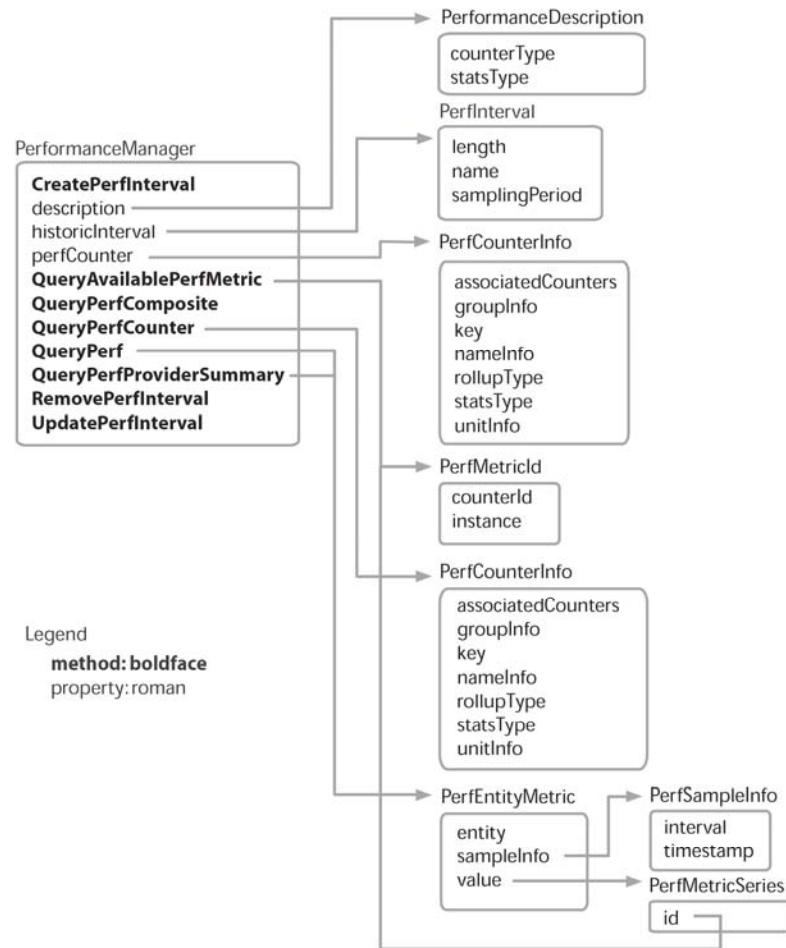 PerformanceDescription
counterType
statsType
PerfInterval
length
name
samplingPeriod
PerformanceManager
CreatePerfInterval
description
historicInterval
perfCounter
QueryAvailablePerfMetric
QueryPerfComposite
QueryPerfCounter
QueryPerf
QueryPerfProviderSummary
RemovePerfInterval
UpdatePerfInterval
PerfCounterInfo
associatedCounters
groupInfo
key
nameInfo
rollupType
statsType
unitInfo
PerfMetricId
counterId
instance
PerfCounterInfo
associatedCounters
groupInfo
key
nameInfo
rollupType
statsType
unitInfo
Legend
method: boldface
property: roman
PerfEntityMetric
entity
sampleInfo
value
PerfSampleInfo
interval
timestamp
PerfMetricSeries
id